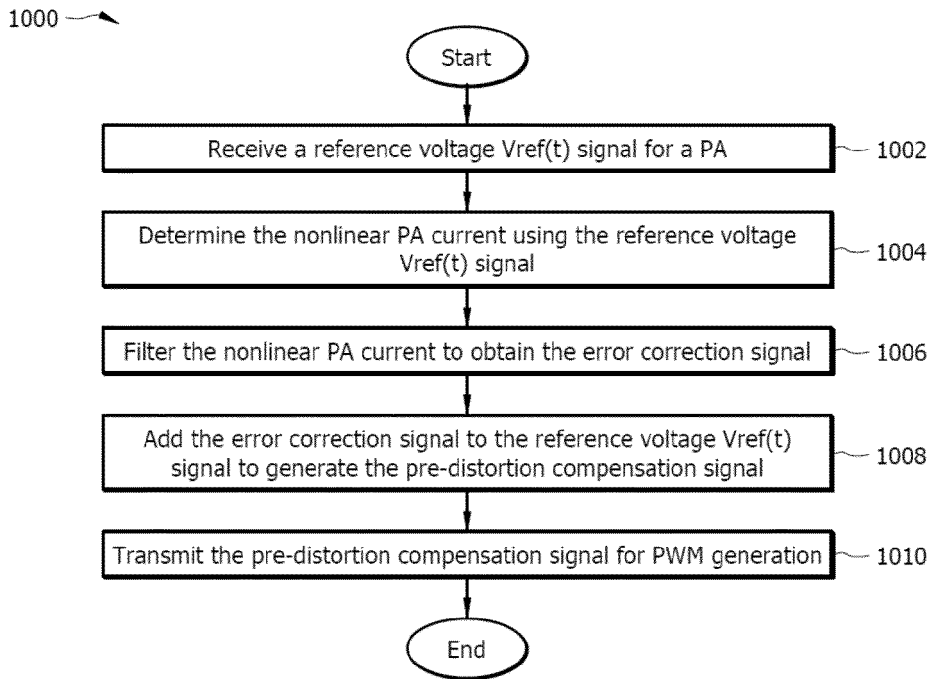 1000
Start
Receive a reference voltage Vref(t) signal for a PA
1002
Determine the nonlinear PA current using the reference voltage
Vref(t) signal
1004
Filter the nonlinear PA current to obtain the error correction signal
1006
Add the error correction signal to the reference voltage Vref(t)
signal to generate the pre-distortion compensation signal
1008
Transmit the pre-distortion compensation signal for PWM generation
1010
End